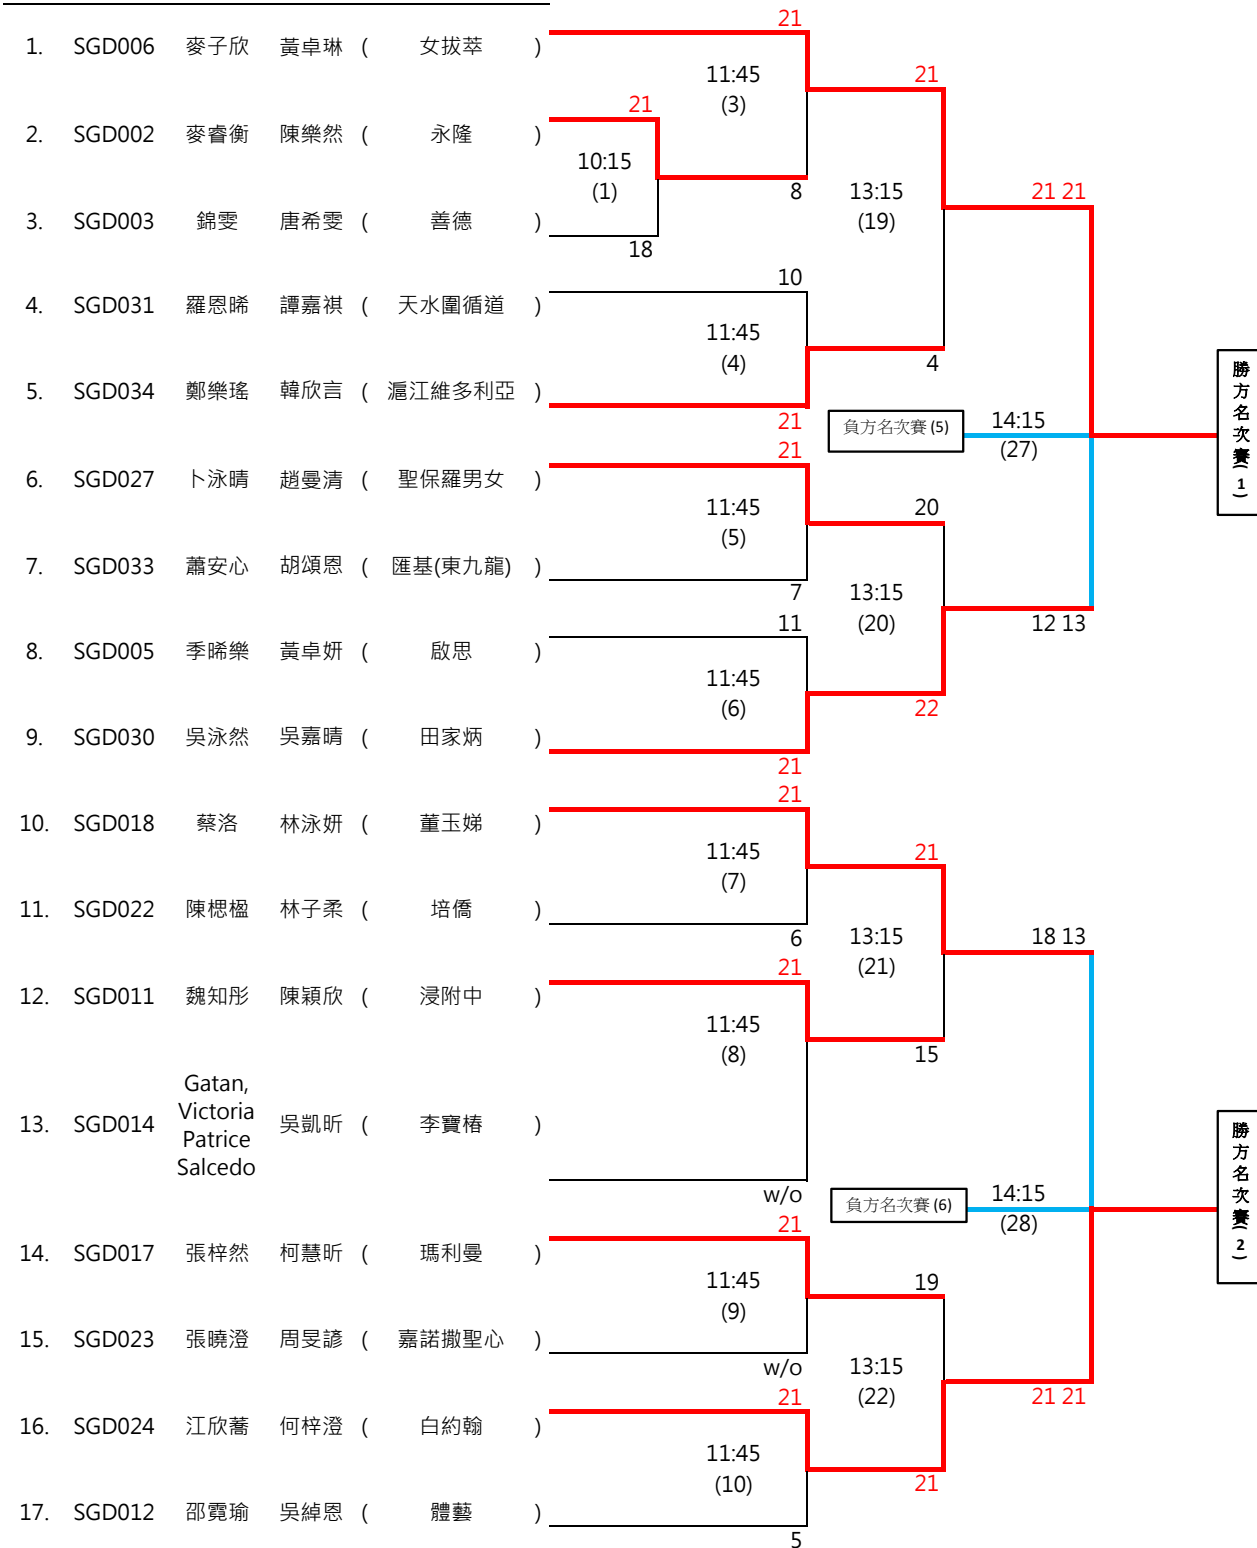 21
1. SGD006 麥子欣 黃卓琳 ( 女拔萃 )
11:45
(3)
21
21
2. SGD002 麥睿衡 陳樂然 ( 永隆 )
10:15
(1)
8
13:15
(19)
21 21
3. SGD003 錦雯 唐希雯 ( 善德 )
18
10
4. SGD031 羅恩晞 譚嘉祺 ( 天水圍循道 )
11:45
(4)
4
5. SGD034 鄭樂瑤 韓欣言 ( 滬江維多利亞 )
21
負方名次賽 (5)
14:15
(27)
勝方名次賽(1)
21
6. SGD027 卜泳晴 趙曼清 ( 聖保羅男女 )
11:45
(5)
20
7. SGD033 蕭安心 胡頌恩 ( 匯基(東九龍) )
7
13:15
(20)
12 13
11
8. SGD005 季晞樂 黃卓妍 ( 啟思 )
11:45
(6)
22
9. SGD030 吳泳然 吳嘉晴 ( 田家炳 )
21
21
10. SGD018 蔡洛 林泳妍 ( 董玉娣 )
11:45
(7)
21
11. SGD022 陳楒楹 林子柔 ( 培僑 )
6
13:15
(21)
18 13
21
12. SGD011 魏知彤 陳穎欣 ( 浸附中 )
11:45
(8)
15
13. SGD014 Gatan, Victoria Patrice Salcedo 吳凱昕 ( 李寶椿 )
w/o
負方名次賽 (6)
14:15
(28)
勝方名次賽(2)
21
14. SGD017 張梓然 柯慧昕 ( 瑪利曼 )
11:45
(9)
19
15. SGD023 張曉澄 周旻諺 ( 嘉諾撒聖心 )
w/o
13:15
(22)
21 21
21
16. SGD024 江欣蕎 何梓澄 ( 白約翰 )
11:45
(10)
21
17. SGD012 邵霓瑜 吳綽恩 ( 體藝 )
5